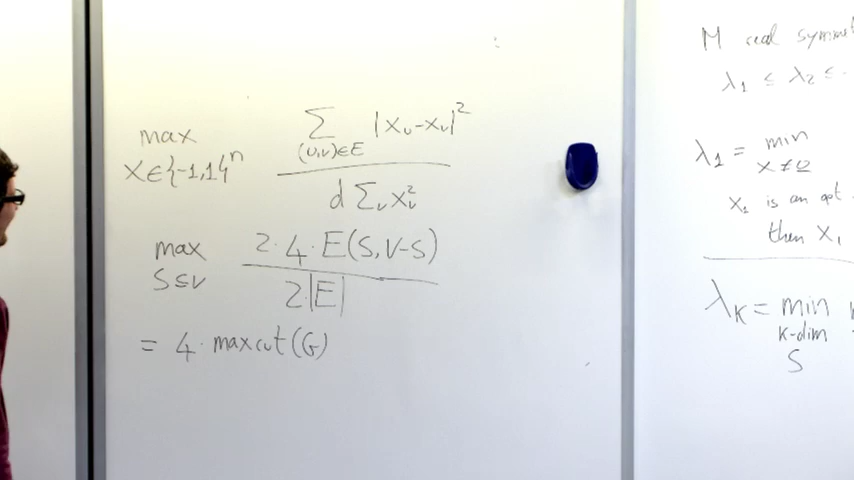 max
X∈{-1,1}ⁿ
∑ |Xᵤ-Xᵥ|²
(u,v)∈E
d ∑ᵥ Xᵥ²
max
S⊆V
2·4·E(S,V-S)
2·|E|
= 4·maxcut(G)
M real symme
λ₁ ≤ λ₂ ≤
λ₁ = min
X≠0
X₁ is an opt
then X₁
λₖ = min
k-dim
S